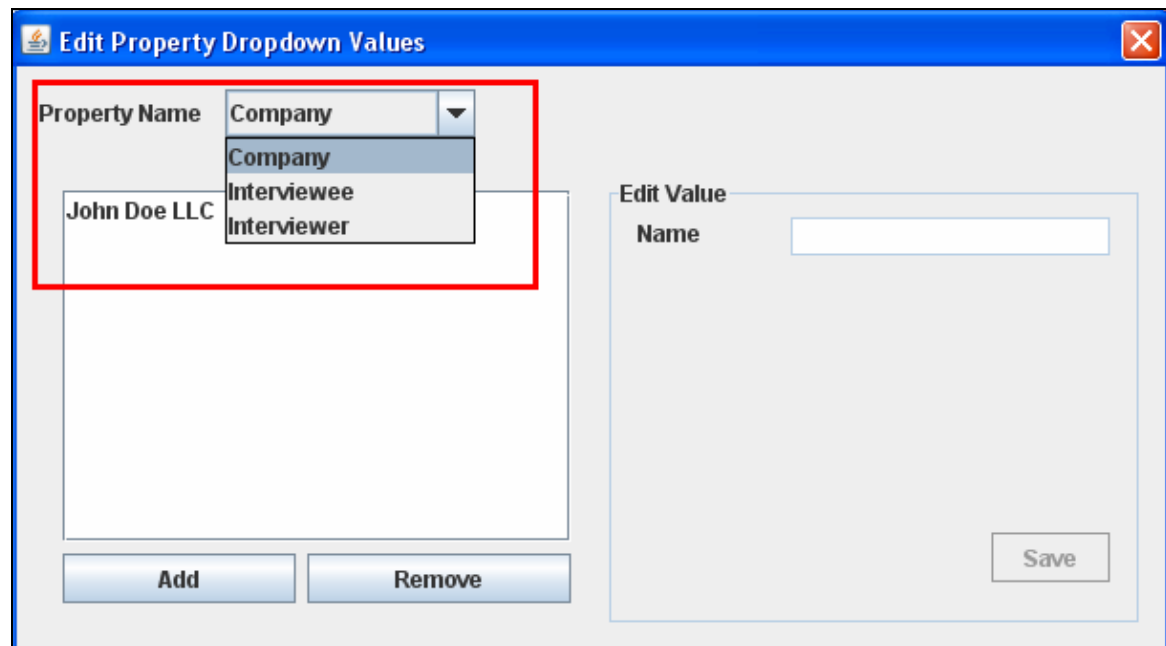 Edit Property Dropdown Values
Property Name Company
Company
Interviewee
Interviewer
John Doe LLC
Edit Value
Name
Add Remove
Save